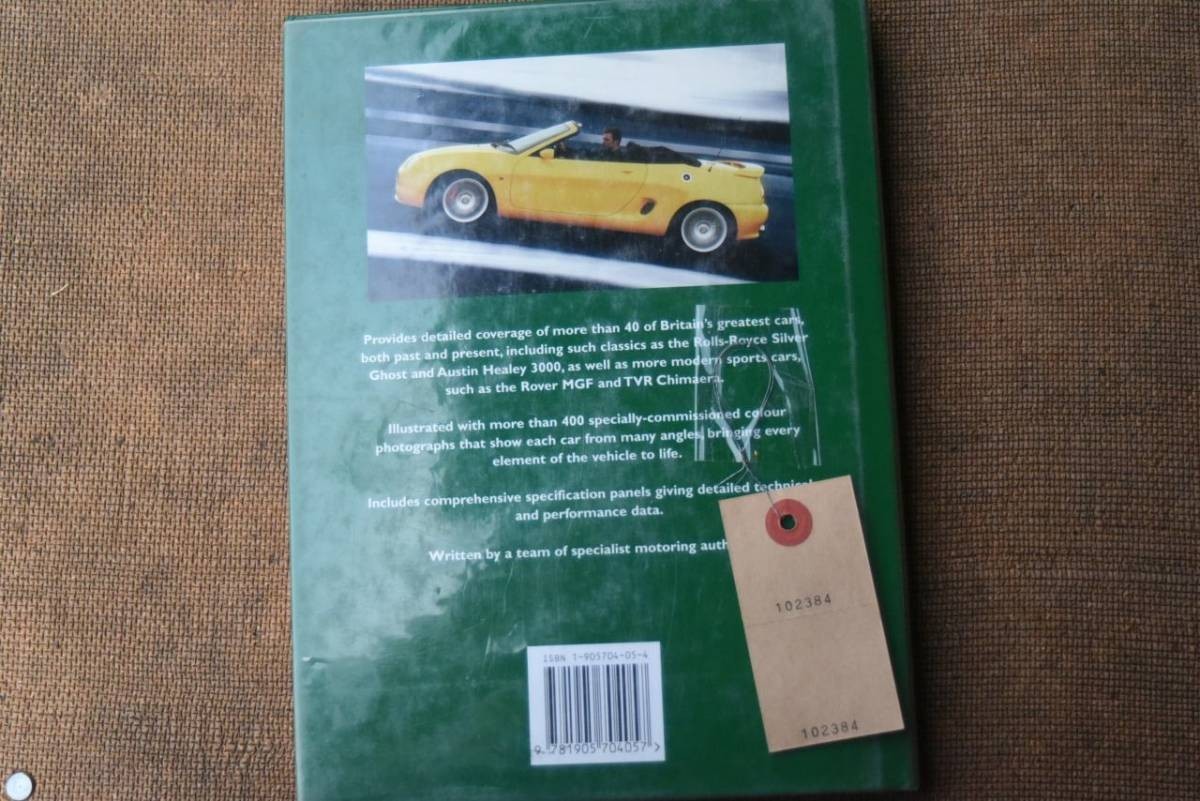 Provides detailed coverage of more than 40 of Britain's greatest cars,
both past and present, including such classics as the Rolls-Royce Silver
Ghost and Austin Healey 3000, as well as more modern sports cars,
such as the Rover MGF and TVR Chimaera.
Illustrated with more than 400 specially-commissioned colour
photographs that show each car from many angles, bringing every
element of the vehicle to life.
Includes comprehensive specification panels giving detailed technical
and performance data.
Written by a team of specialist motoring auth
102384
102384
ISBN 1-905704-05-4
9 781905 704057 >